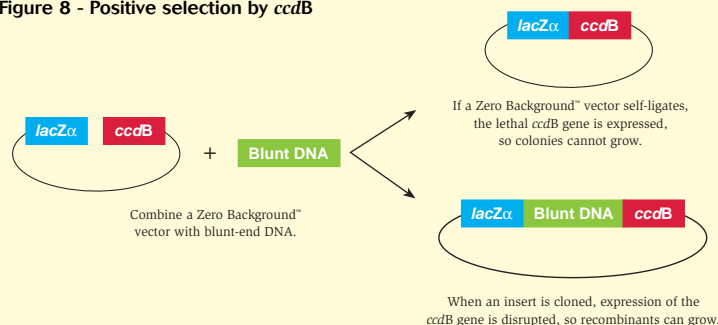 Figure 8 - Positive selection by ccdB
lacZα ccdB
If a Zero Background™ vector self-ligates,
the lethal ccdB gene is expressed,
so colonies cannot grow.
lacZα ccdB
+
Blunt DNA
Combine a Zero Background™
vector with blunt-end DNA.
lacZα Blunt DNA ccdB
When an insert is cloned, expression of the
ccdB gene is disrupted, so recombinants can grow.